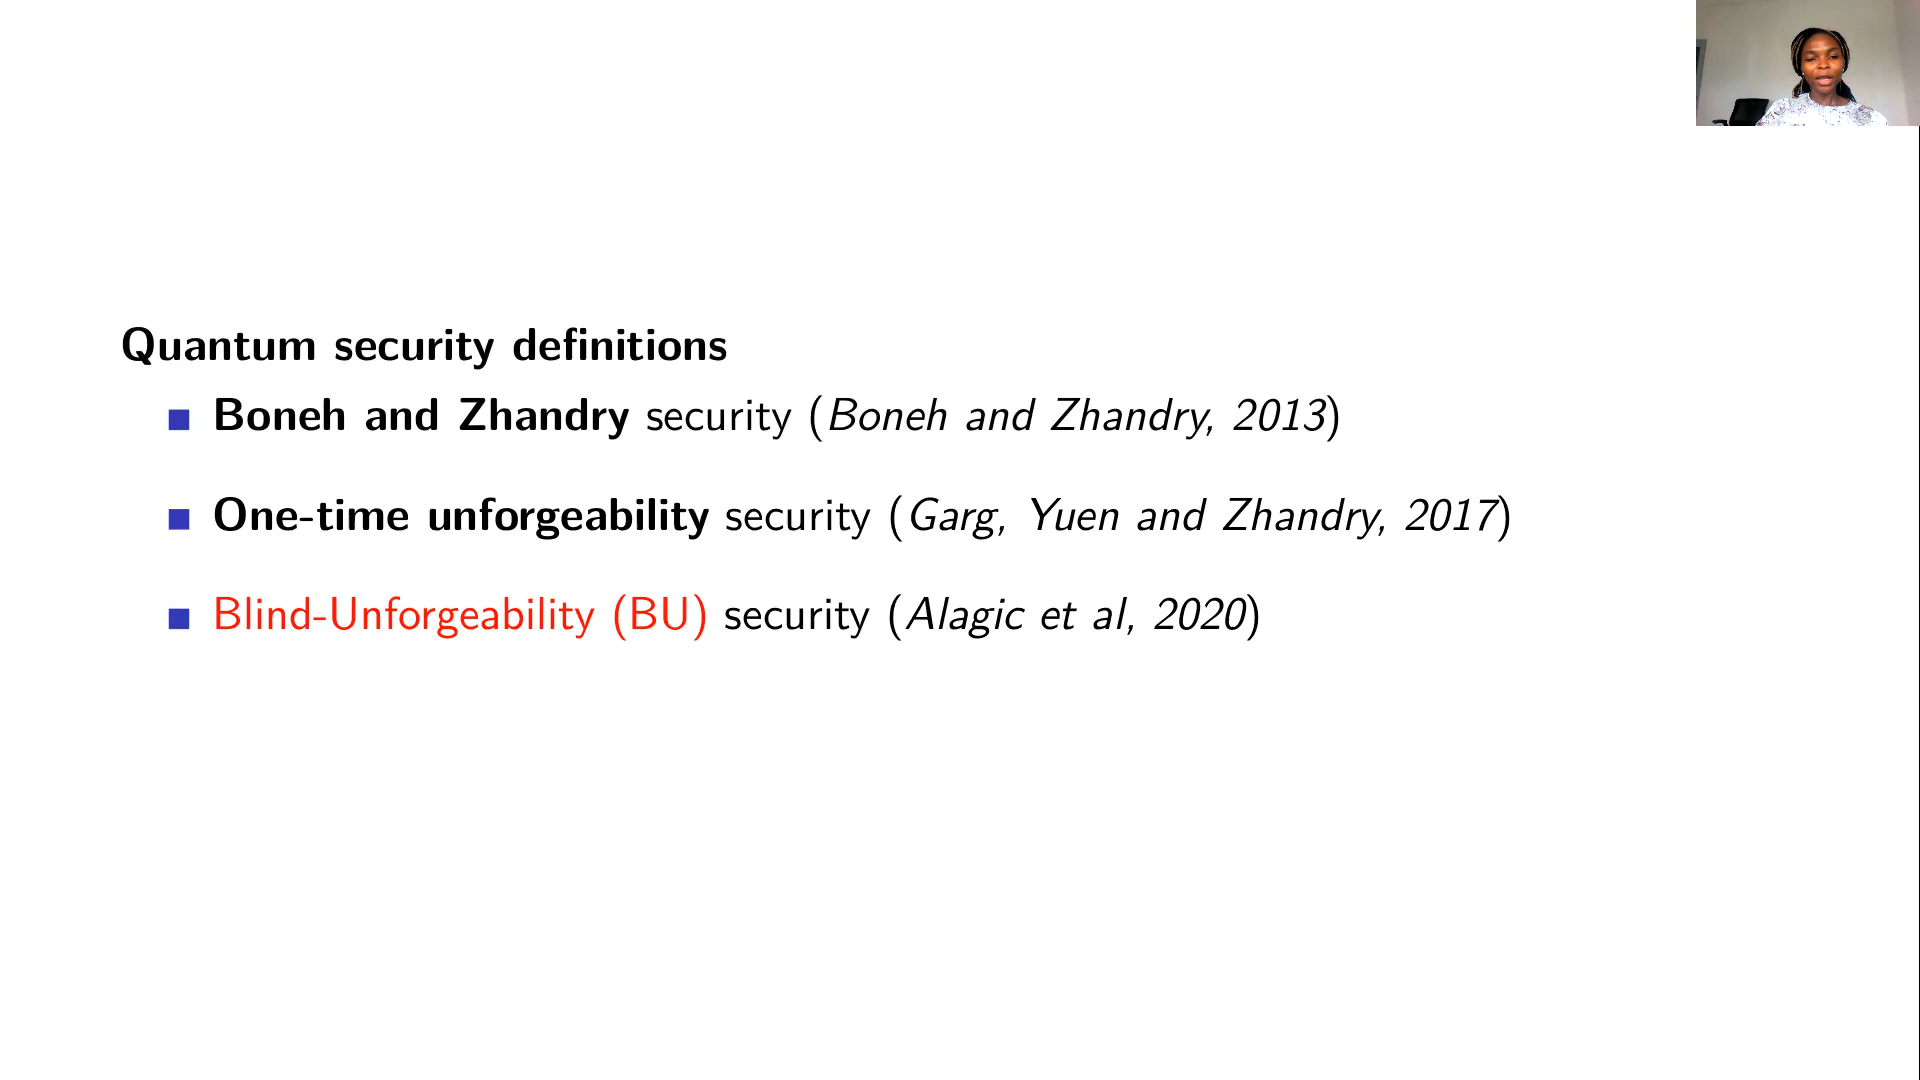 Quantum security definitions
Boneh and Zhandry security (Boneh and Zhandry, 2013)
One-time unforgeability security (Garg, Yuen and Zhandry, 2017)
Blind-Unforgeability (BU) security (Alagic et al, 2020)